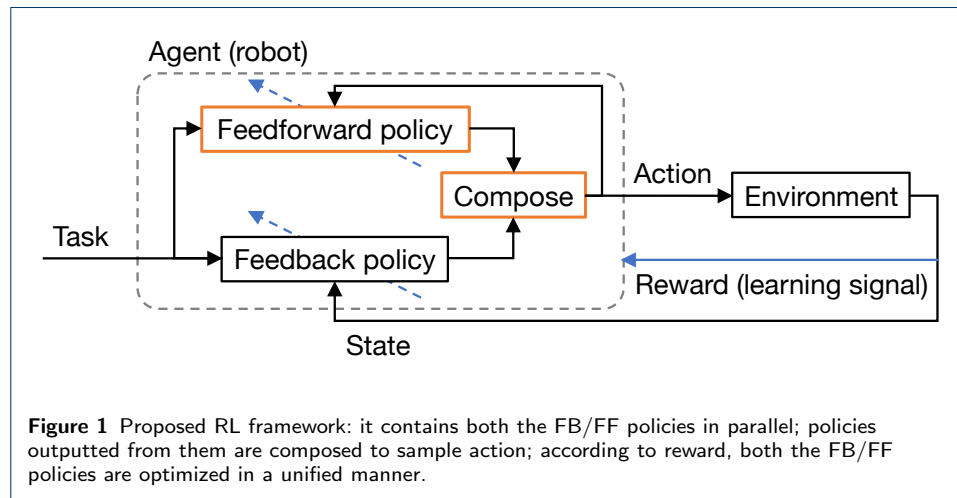 Agent (robot)
Feedforward policy
Compose
Action
Environment
Task
Feedback policy
Reward (learning signal)
State
Figure 1 Proposed RL framework: it contains both the FB/FF policies in parallel; policies
outputted from them are composed to sample action; according to reward, both the FB/FF
policies are optimized in a unified manner.